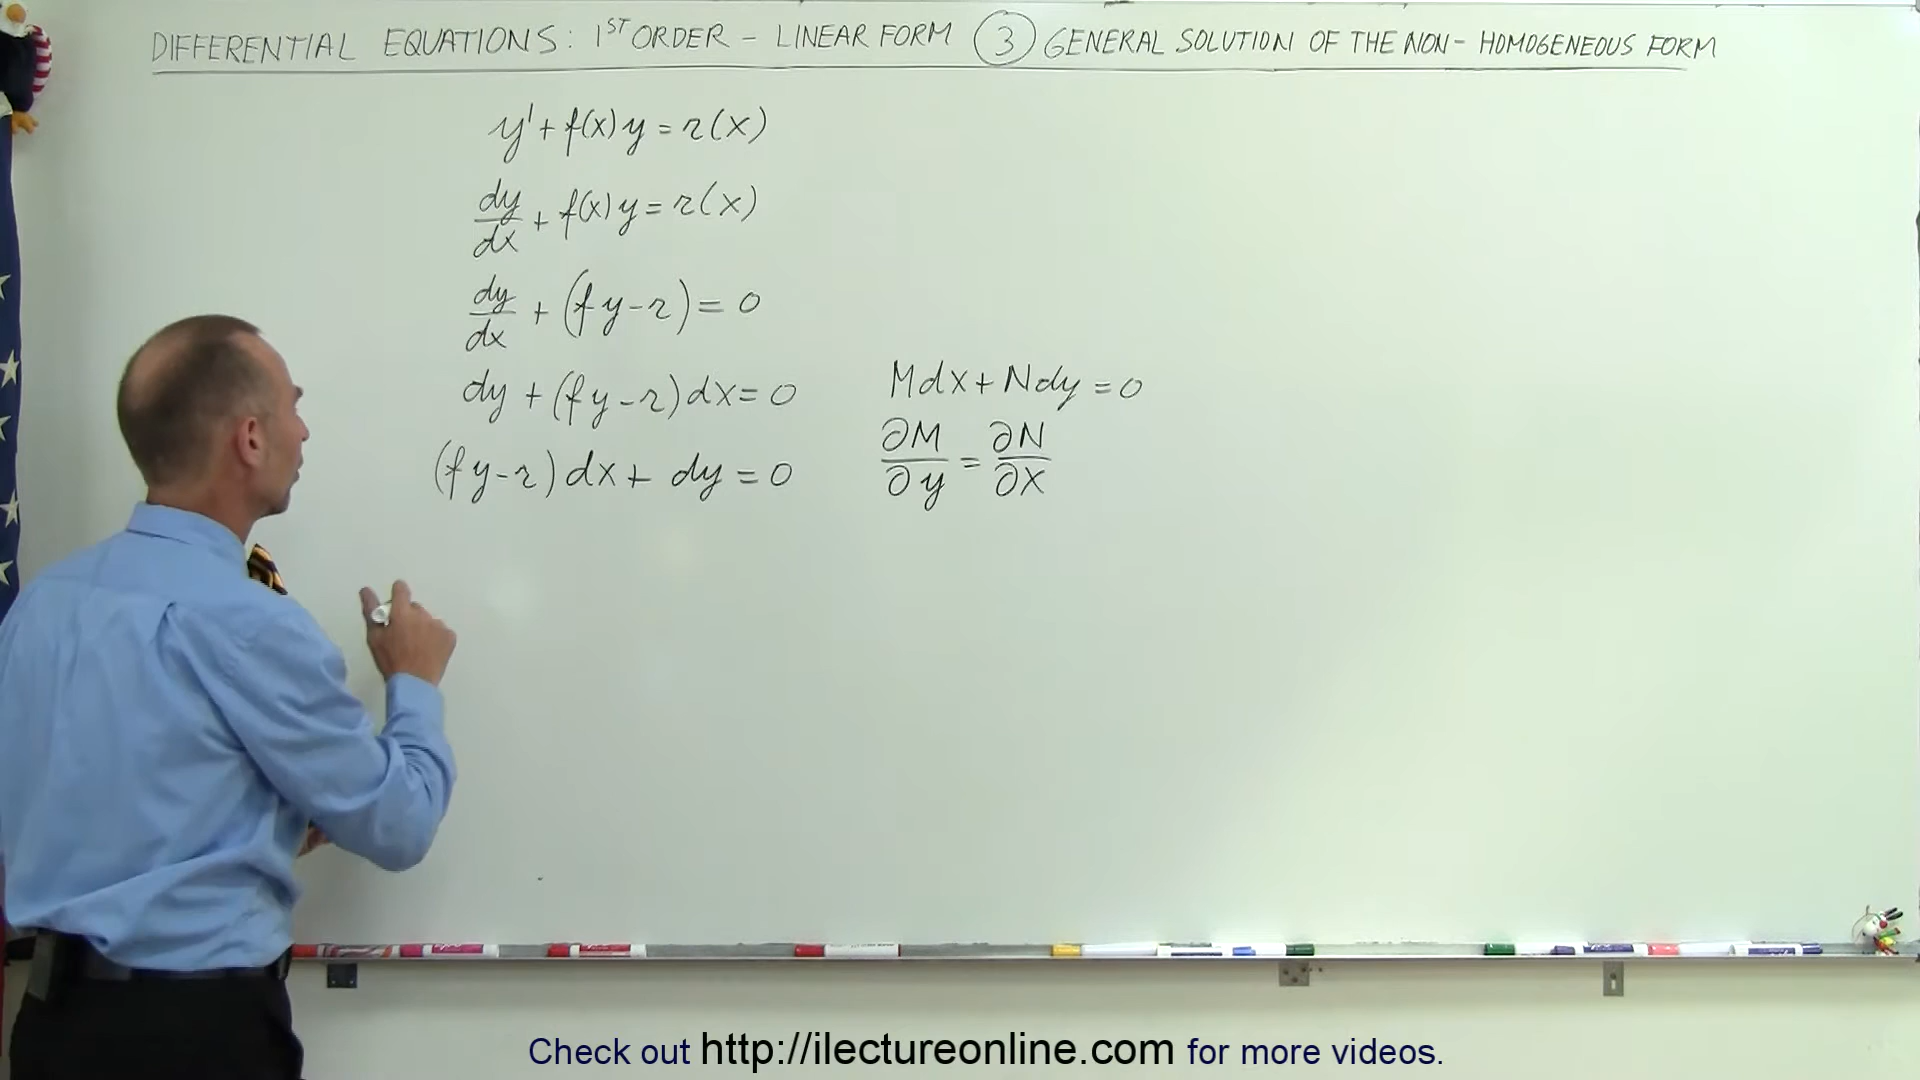 DIFFERENTIAL EQUATIONS: 1ST ORDER - LINEAR FORM (3) GENERAL SOLUTION OF THE NON-HOMOGENEOUS FORM
y' + f(x) y = r(x)
dy/dx + f(x) y = r(x)
dy/dx + (fy - r) = 0
dy + (fy - r) dx = 0
(fy - r) dx + dy = 0
Mdx + Ndy = 0
∂M/∂y = ∂N/∂x
Check out http://ilectureonline.com for more videos.